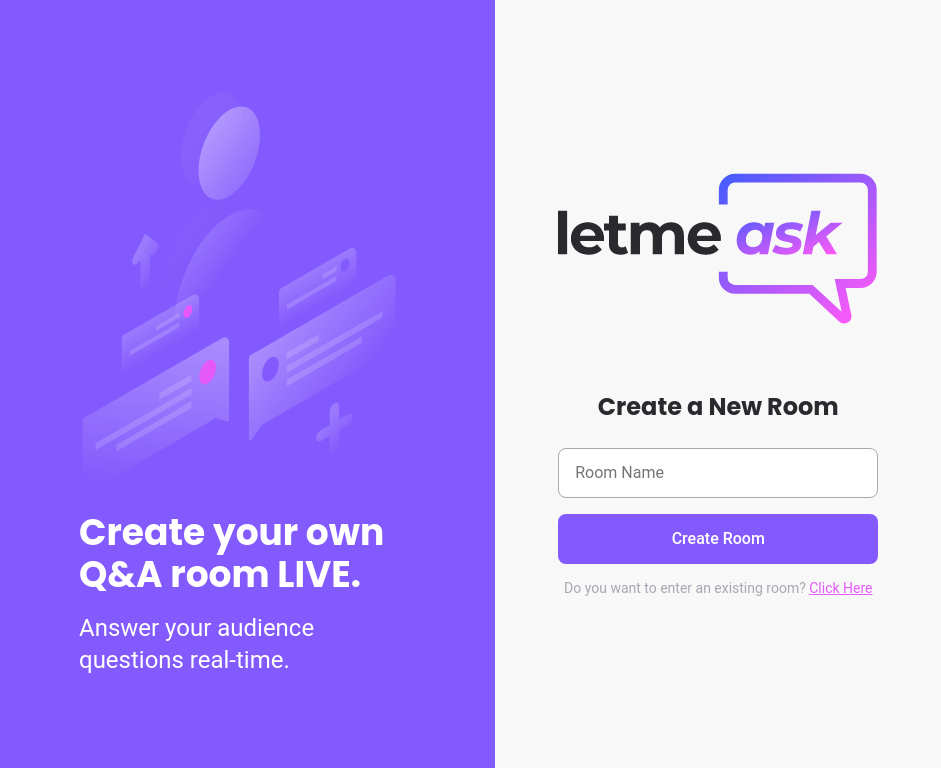 Create your own
Q&A room LIVE.
Answer your audience
questions real-time.
letme ask
Create a New Room
Room Name
Create Room
Do you want to enter an existing room? Click Here